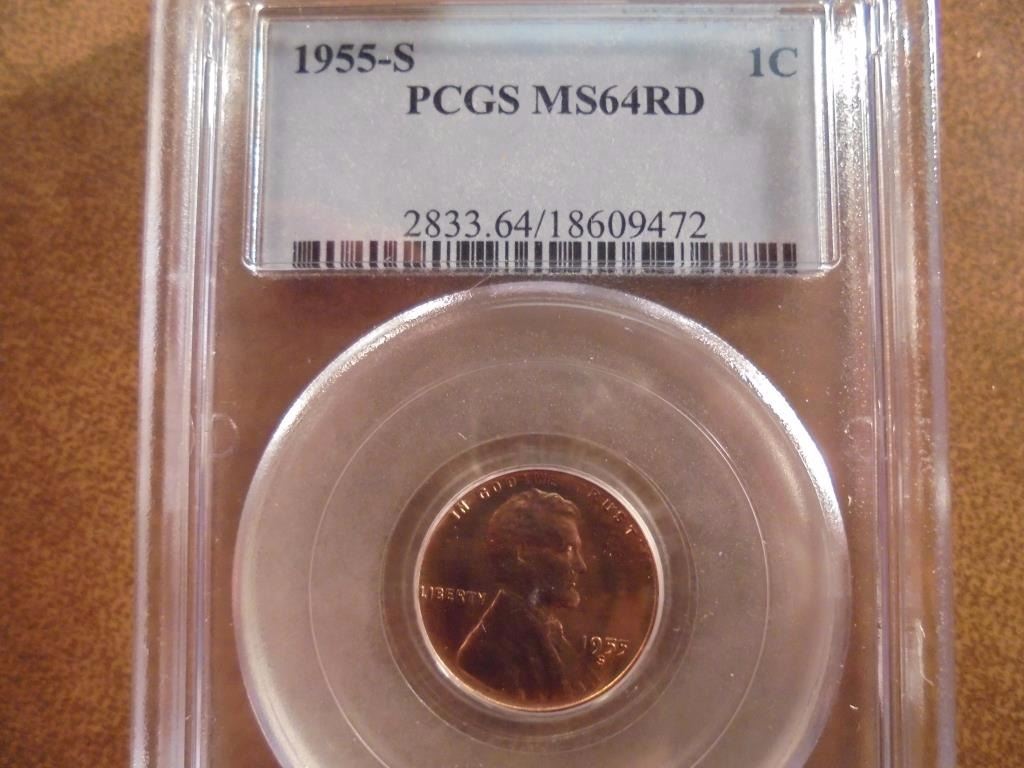 1955-S 1C
PCGS MS64RD
2833.64/18609472
IN GOD WE TRUST
LIBERTY
1955
S